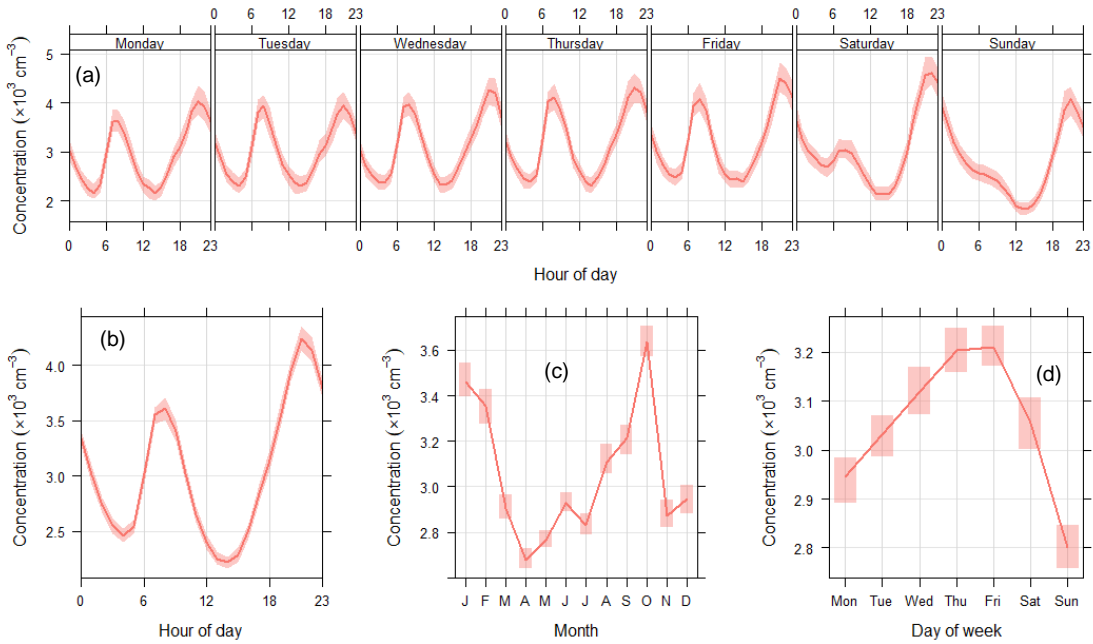 0 6 12 18 23 0 6 12 18 23 0 6 12 18 23
Monday Tuesday Wednesday Thursday Friday Saturday Sunday
(a)
Concentration (×10³ cm⁻³)
5
4
3
2
0 6 12 18 23 0 6 12 18 23 0 6 12 18 23 0 6 12 18 23
Hour of day
(b)
Concentration (×10³ cm⁻³)
4.0
3.5
3.0
2.5
0 6 12 18 23
Hour of day
(c)
Concentration (×10³ cm⁻³)
3.6
3.4
3.2
3.0
2.8
J F M A M J J A S O N D
Month
(d)
Concentration (×10³ cm⁻³)
3.2
3.1
3.0
2.9
2.8
Mon Tue Wed Thu Fri Sat Sun
Day of week